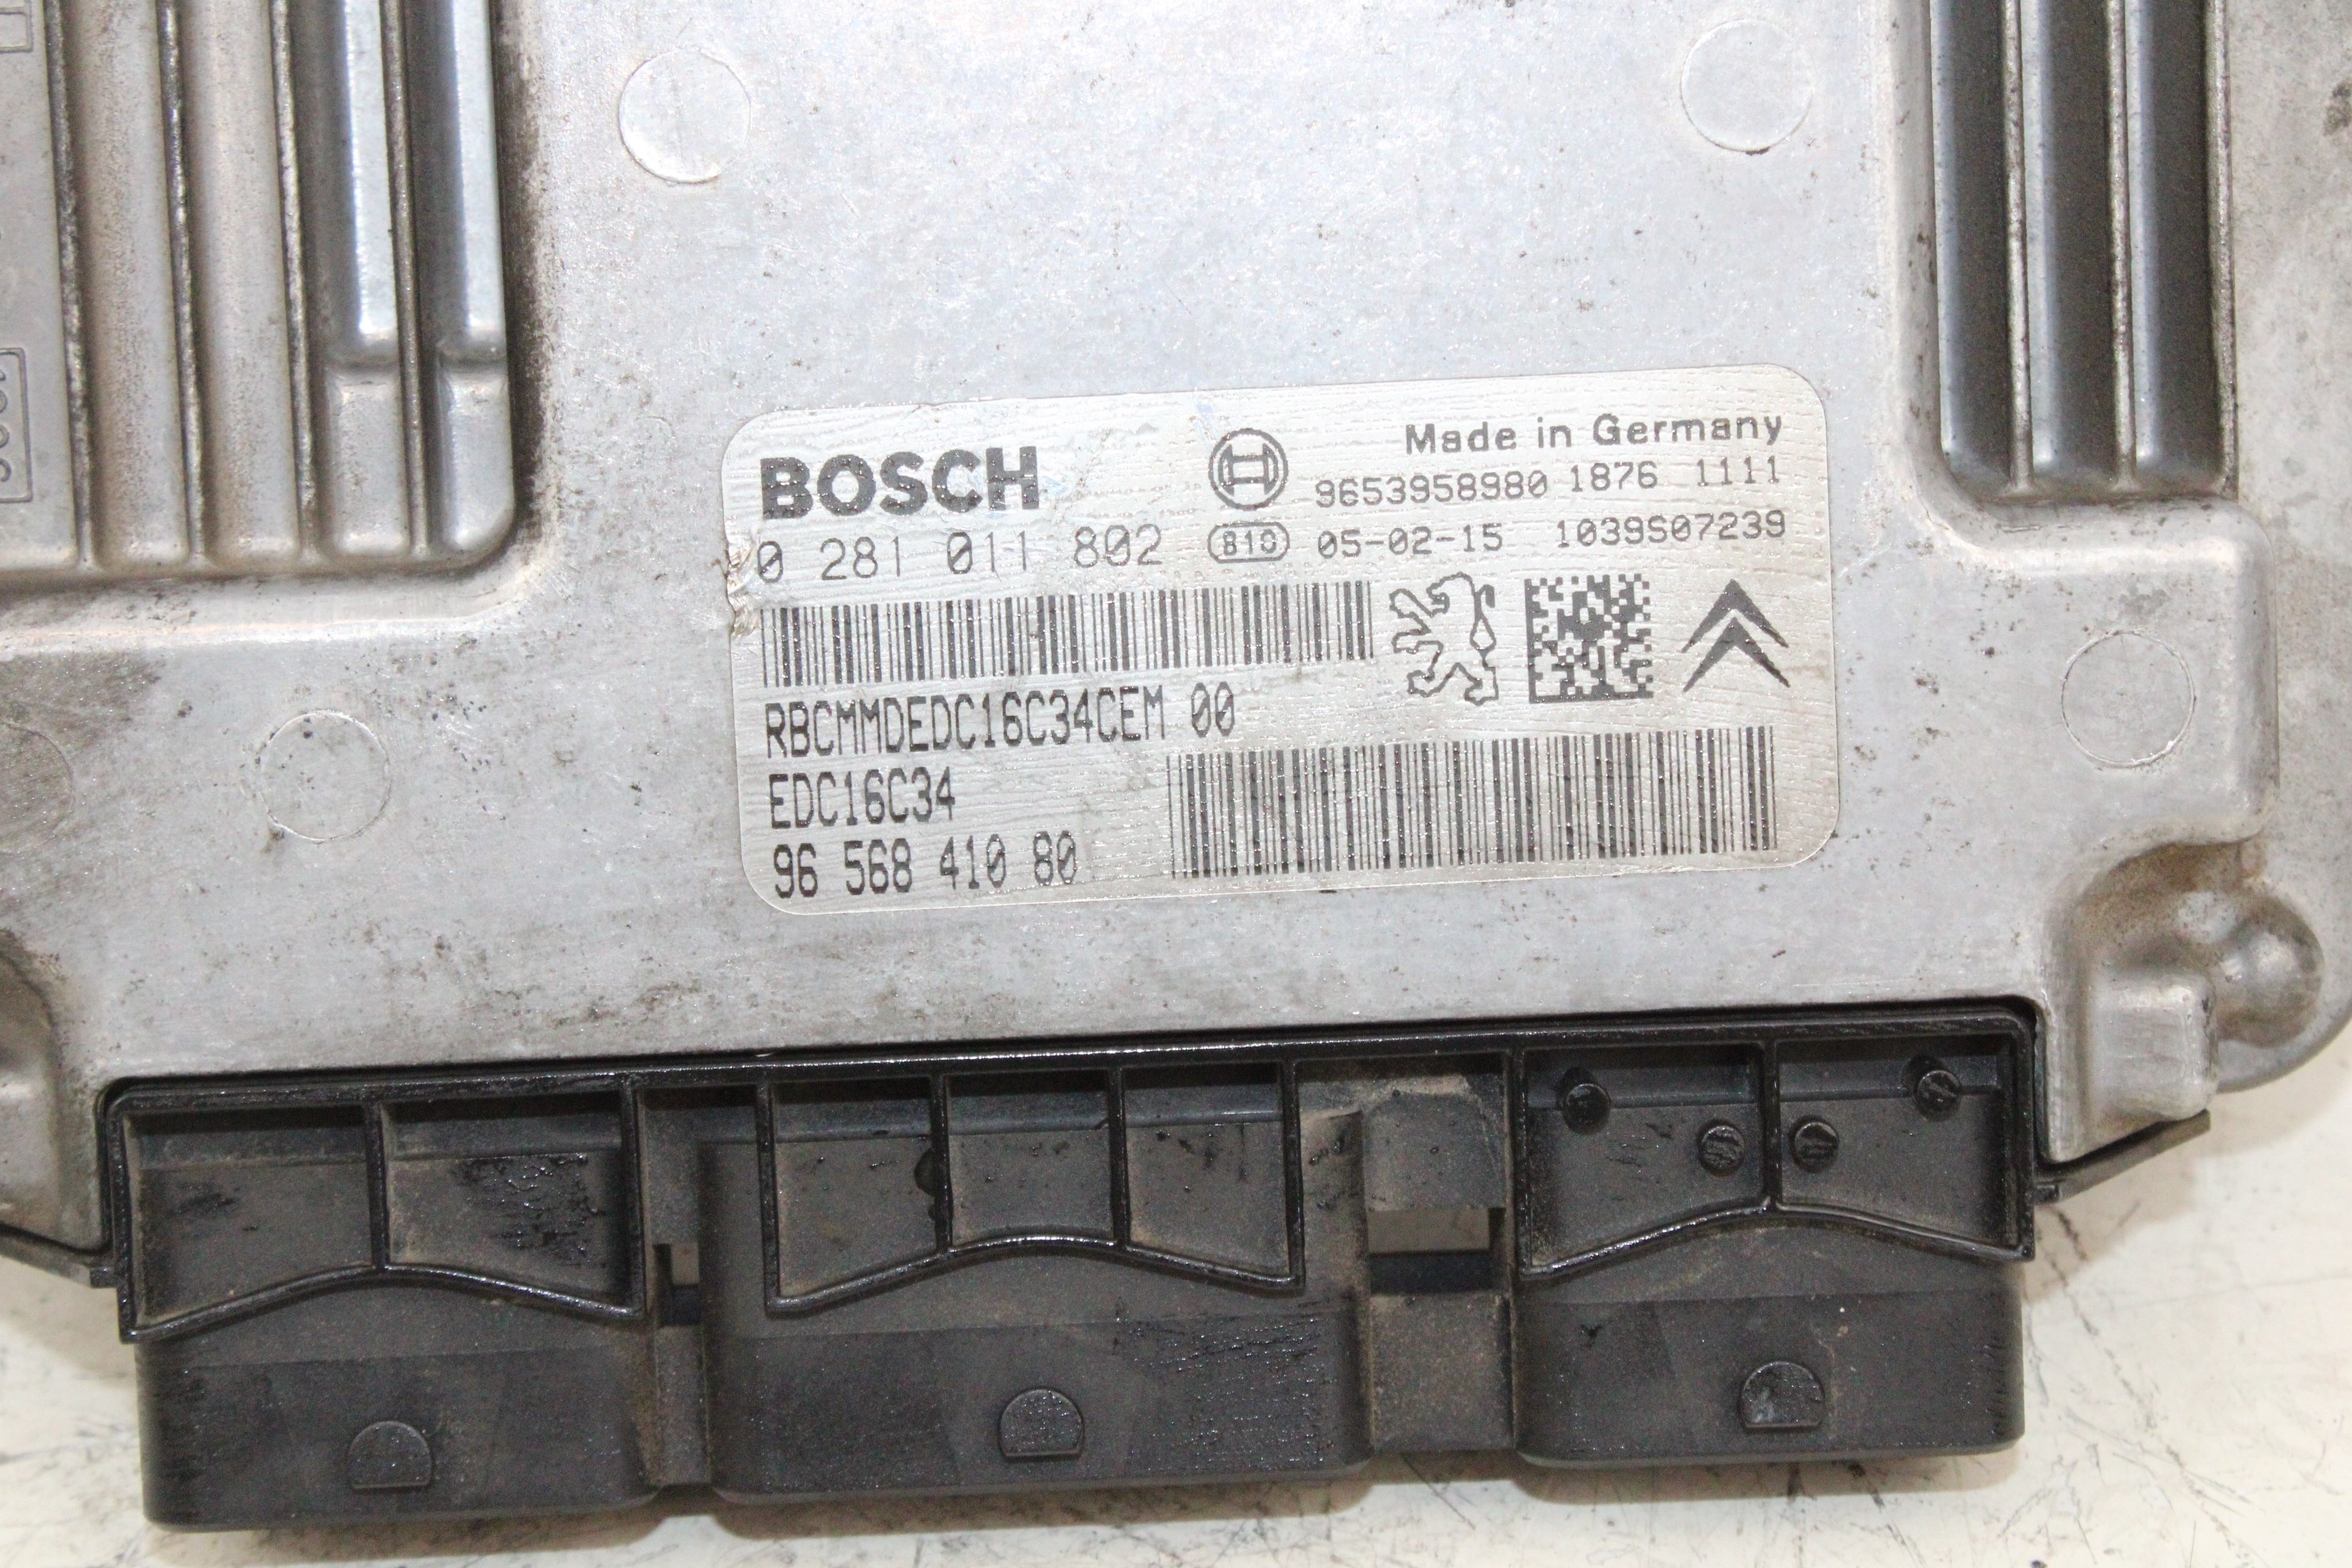 BOSCH
Made in Germany
9653958980 1876 1111
0 281 011 802
810
05-02-15 1039S07239
RBCMMDEDC16C34CEM 00
EDC16C34
96 568 410 80